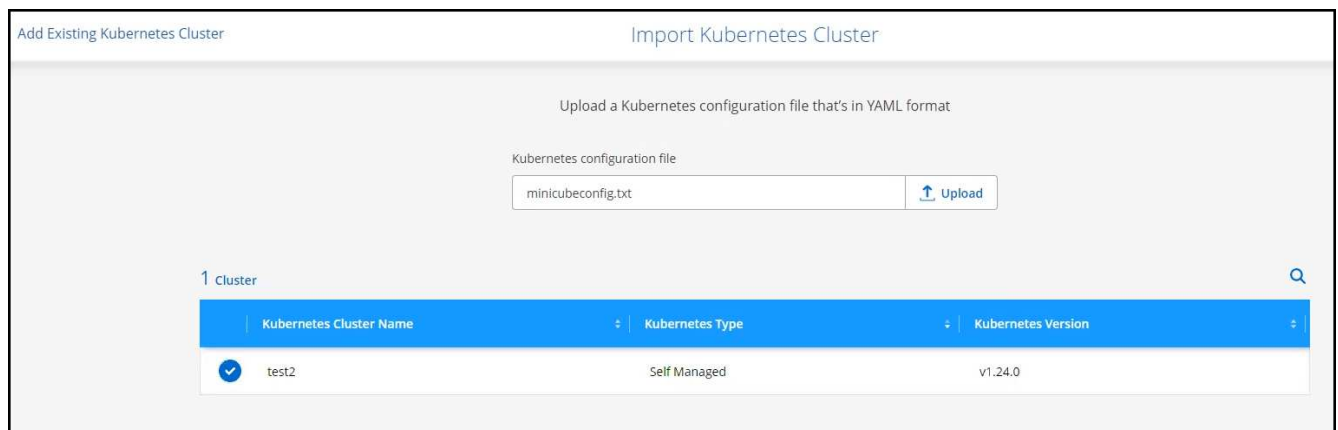 Add Existing Kubernetes Cluster
Import Kubernetes Cluster
Upload a Kubernetes configuration file that's in YAML format
Kubernetes configuration file
minicubeconfig.txt
Upload
1 Cluster
Kubernetes Cluster Name
Kubernetes Type
Kubernetes Version
test2
Self Managed
v1.24.0